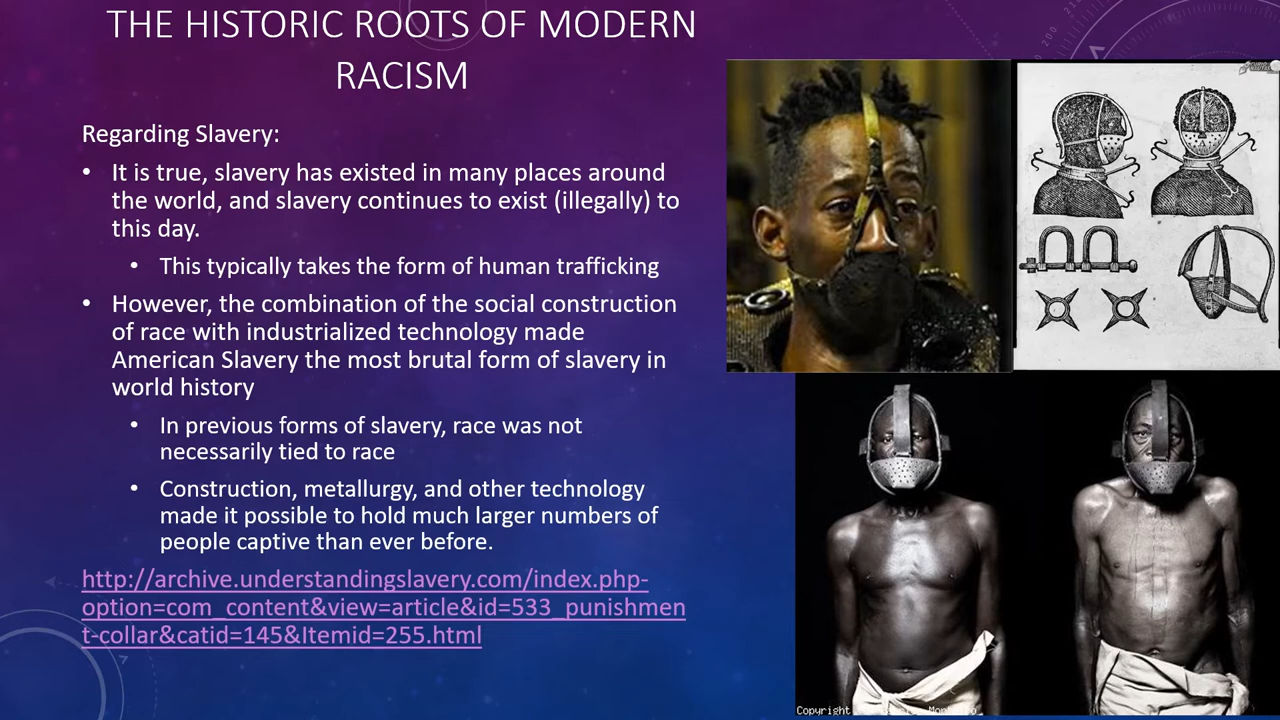 THE HISTORIC ROOTS OF MODERN
RACISM
Regarding Slavery:
• It is true, slavery has existed in many places around
the world, and slavery continues to exist (illegally) to
this day.
• This typically takes the form of human trafficking
• However, the combination of the social construction
of race with industrialized technology made
American Slavery the most brutal form of slavery in
world history
• In previous forms of slavery, race was not
necessarily tied to race
• Construction, metallurgy, and other technology
made it possible to hold much larger numbers of
people captive than ever before.
http://archive.understandingslavery.com/index.php-
option=com_content&view=article&id=533_punishmen
t-collar&catid=145&Itemid=255.html
Copyright